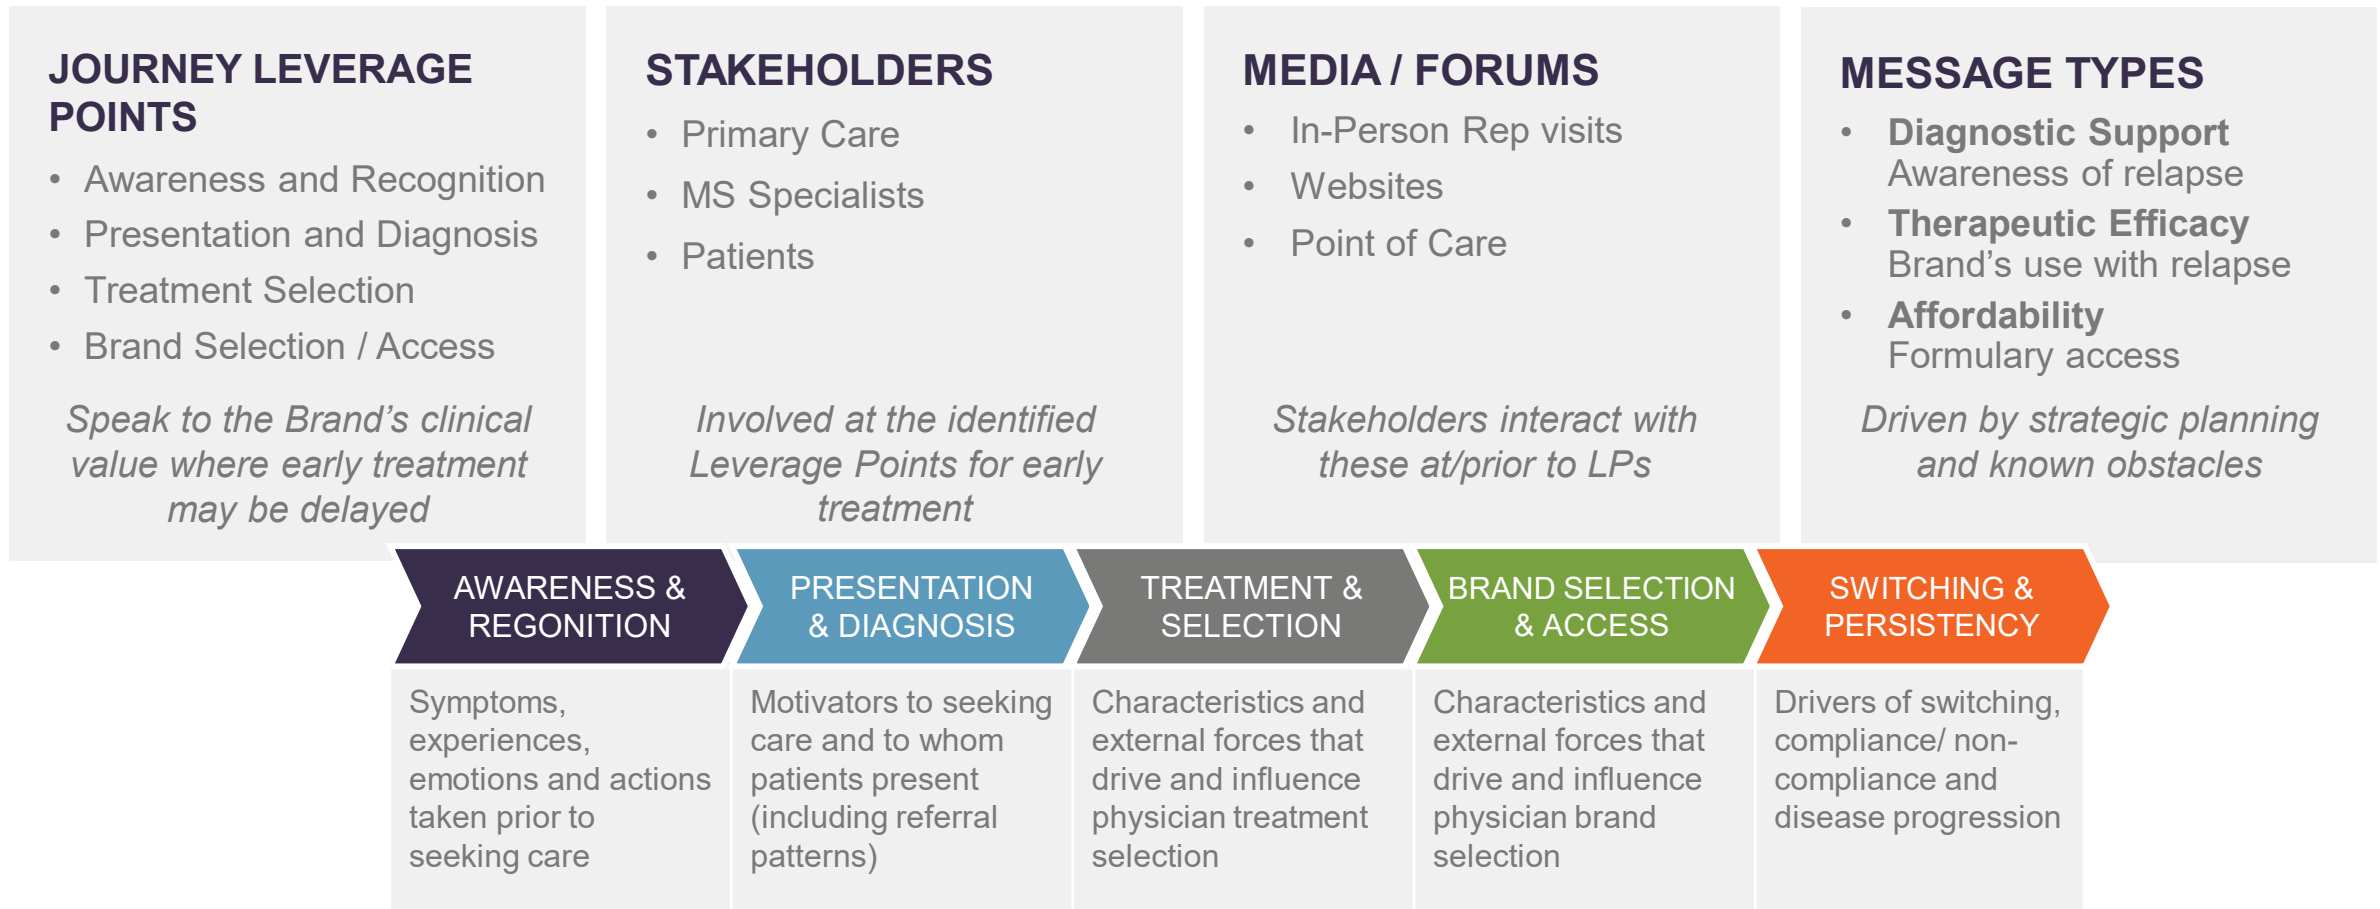 JOURNEY LEVERAGE
POINTS
• Awareness and Recognition
• Presentation and Diagnosis
• Treatment Selection
• Brand Selection / Access
Speak to the Brand’s clinical
value where early treatment
may be delayed
STAKEHOLDERS
• Primary Care
• MS Specialists
• Patients
Involved at the identified
Leverage Points for early
treatment
MEDIA / FORUMS
• In-Person Rep visits
• Websites
• Point of Care
Stakeholders interact with
these at/prior to LPs
MESSAGE TYPES
• Diagnostic Support
Awareness of relapse
• Therapeutic Efficacy
Brand’s use with relapse
• Affordability
Formulary access
Driven by strategic planning
and known obstacles
AWARENESS &
REGONITION
PRESENTATION
& DIAGNOSIS
TREATMENT &
SELECTION
BRAND SELECTION
& ACCESS
SWITCHING &
PERSISTENCY
Symptoms,
experiences,
emotions and actions
taken prior to
seeking care
Motivators to seeking
care and to whom
patients present
(including referral
patterns)
Characteristics and
external forces that
drive and influence
physician treatment
selection
Characteristics and
external forces that
drive and influence
physician brand
selection
Drivers of switching,
compliance/ non-
compliance and
disease progression